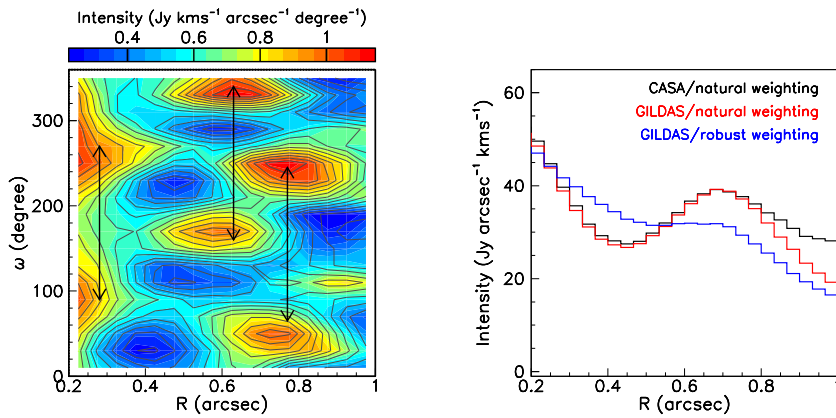 Intensity (Jy kms⁻¹ arcsec⁻¹ degree⁻¹)
0.4 0.6 0.8 1
ω (degree)
300
200
100
0
0.2 0.4 0.6 0.8 1
R (arcsec)
Intensity (Jy arcsec⁻¹ kms⁻¹)
60
40
20
0
CASA/natural weighting
GILDAS/natural weighting
GILDAS/robust weighting
0.2 0.4 0.6 0.8 1
R (arcsec)